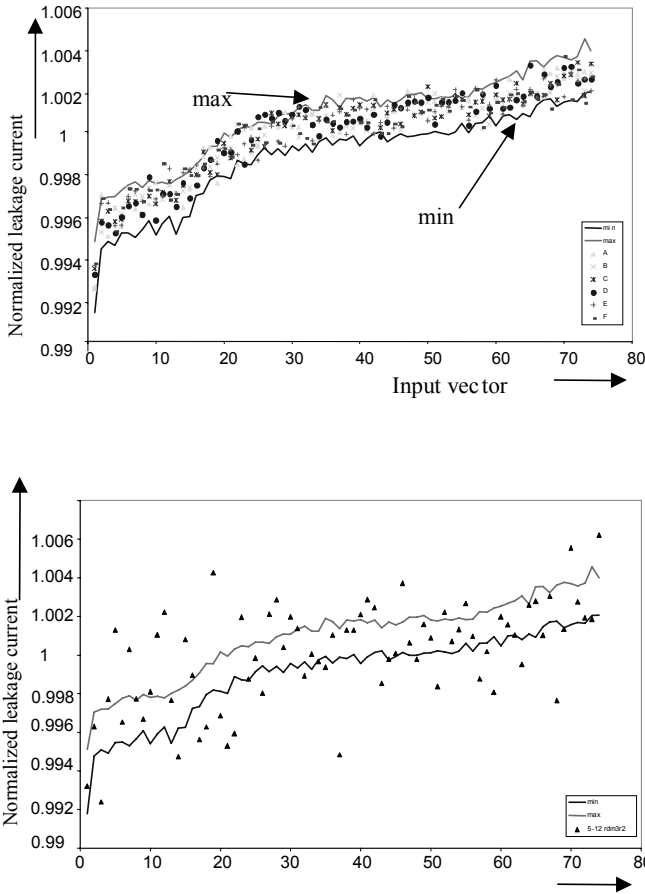 1.006
1.004
1.002
1
0.998
0.996
0.994
0.992
0.99
Normalized leakage current
max
min
min
max
A
B
C
D
E
F
0 10 20 30 40 50 60 70 80
Input vector
1.006
1.004
1.002
1
0.998
0.996
0.994
0.992
0.99
Normalized leakage current
min
max
5-12 rdm3r2
0 10 20 30 40 50 60 70 80